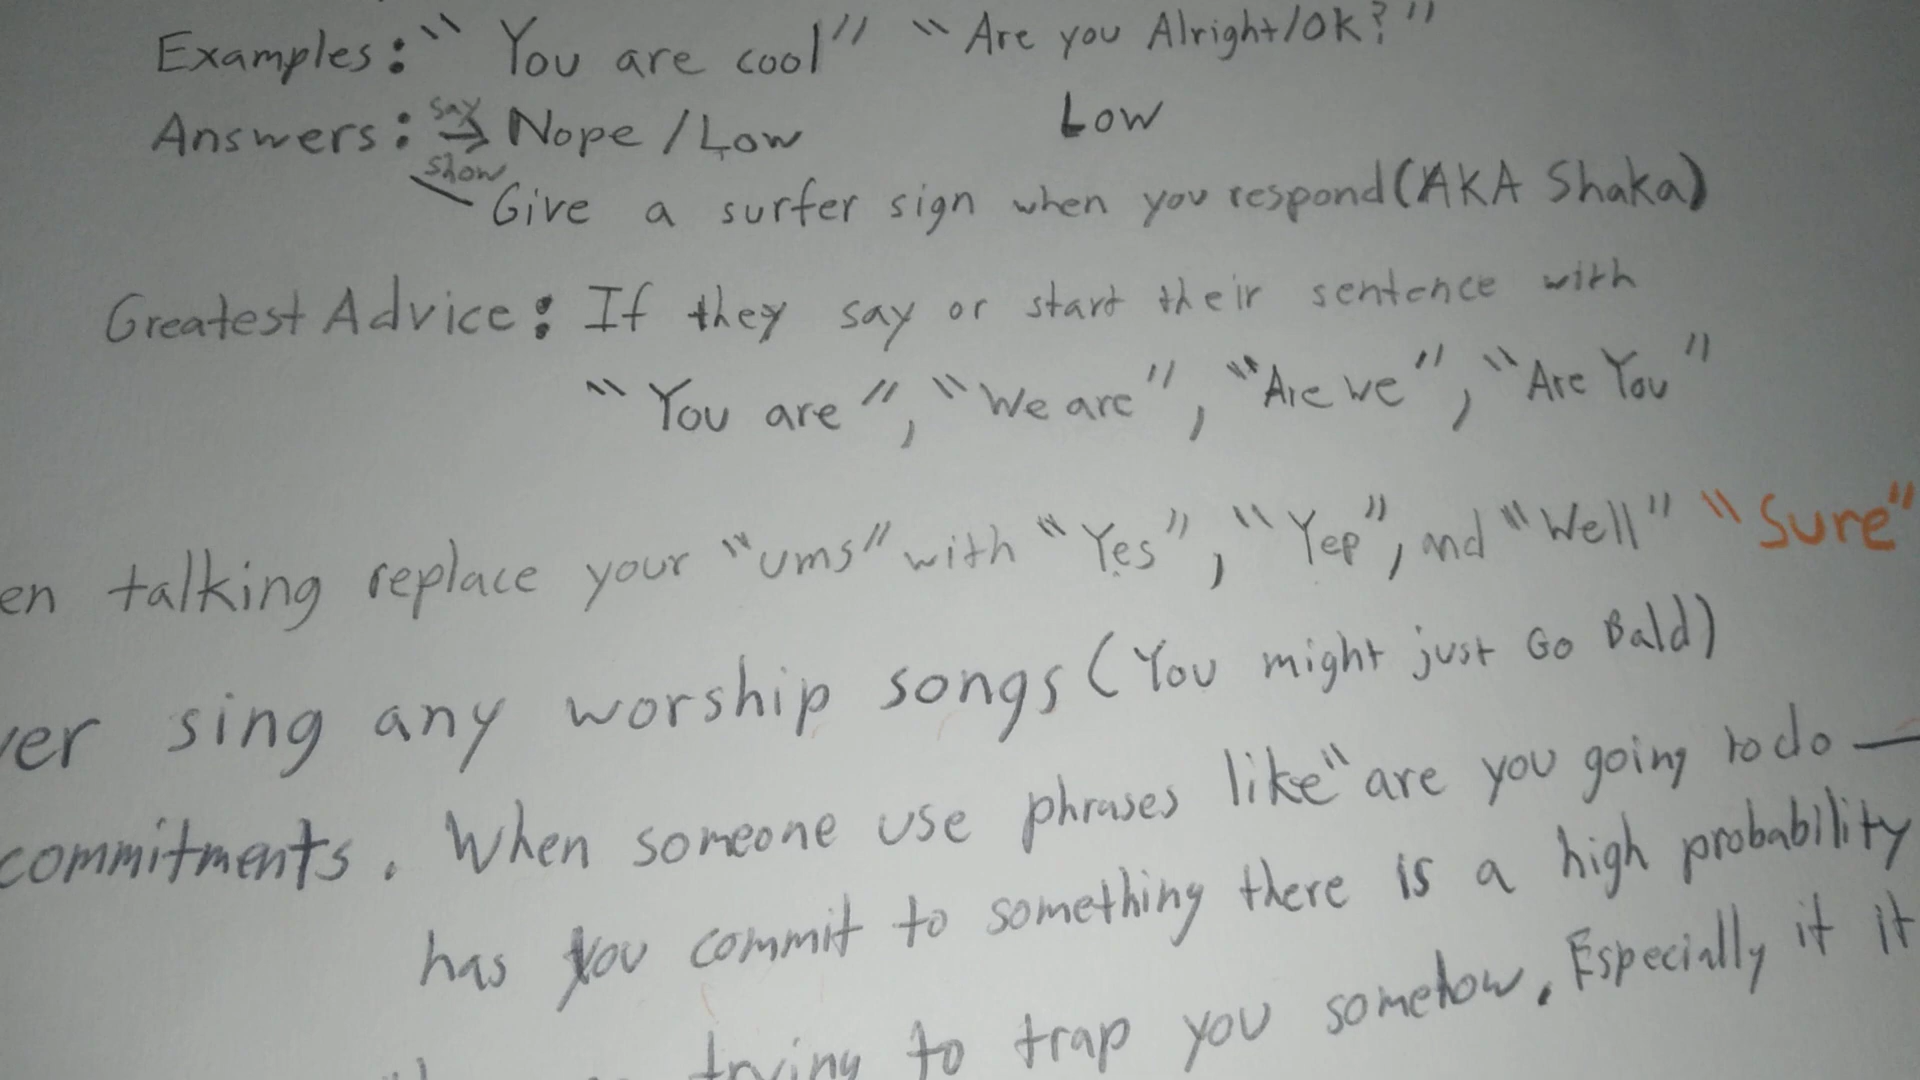 Examples: "You are cool" "Are you Alright/Ok?"
Answers: say Nope / Low Low
show Give a surfer sign when you respond (AKA Shaka)
Greatest Advice: If they say or start their sentence with
"You are", "We are", "Are we", "Are You"
en talking replace your "ums" with "Yes", "Yep", and "Well" "Sure"
ver sing any worship songs (You might just Go Bald)
commitments. When someone use phrases like "are you going to do —
has you commit to something there is a high probability
trying to trap you somehow. Especially if it